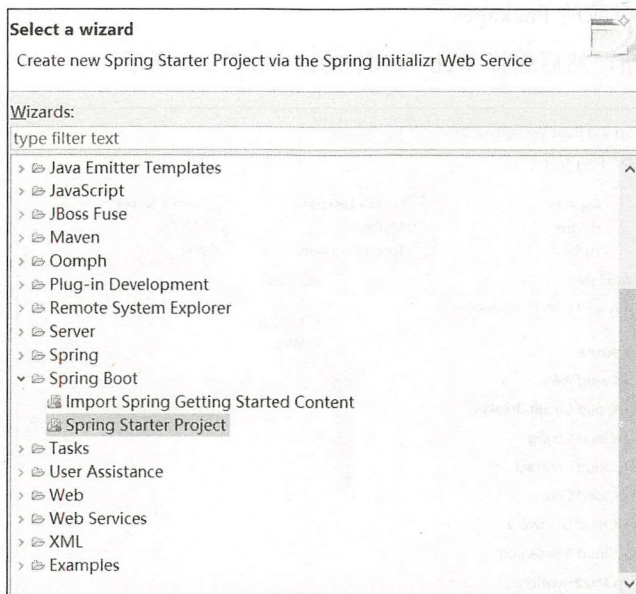 Select a wizard
Create new Spring Starter Project via the Spring Initializr Web Service
Wizards:
type filter text
Java Emitter Templates
JavaScript
JBoss Fuse
Maven
Oomph
Plug-in Development
Remote System Explorer
Server
Spring
Spring Boot
Import Spring Getting Started Content
Spring Starter Project
Tasks
User Assistance
Web
Web Services
XML
Examples